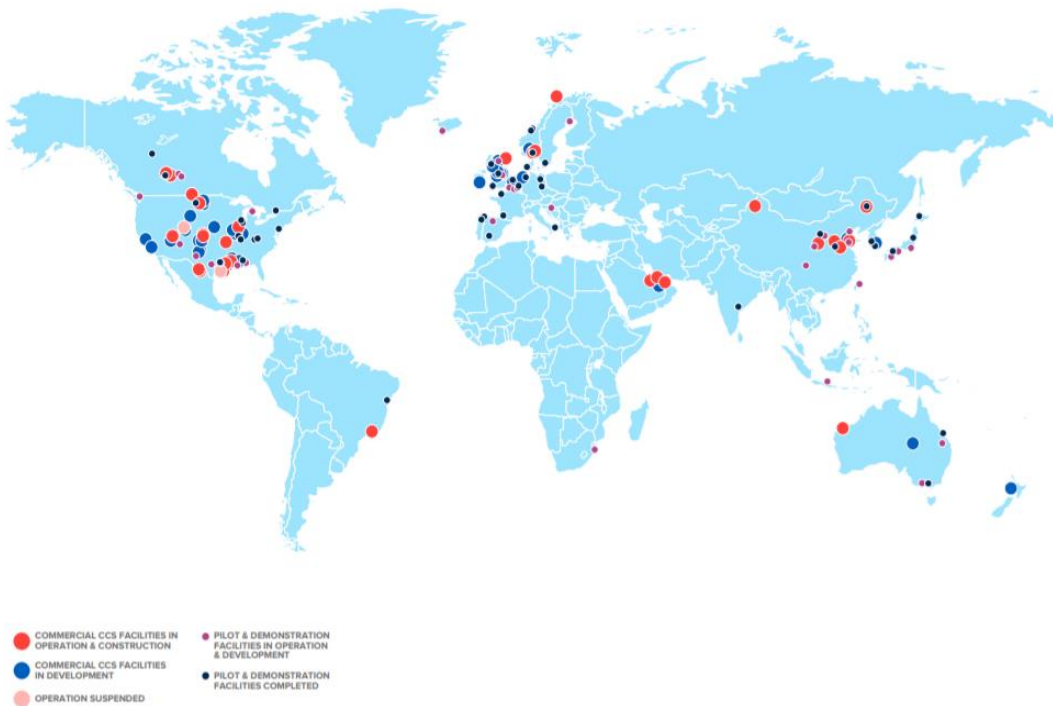 COMMERCIAL CCS FACILITIES IN
OPERATION & CONSTRUCTION
COMMERCIAL CCS FACILITIES
IN DEVELOPMENT
OPERATION SUSPENDED
PILOT & DEMONSTRATION
FACILITIES IN OPERATION
& DEVELOPMENT
PILOT & DEMONSTRATION
FACILITIES COMPLETED